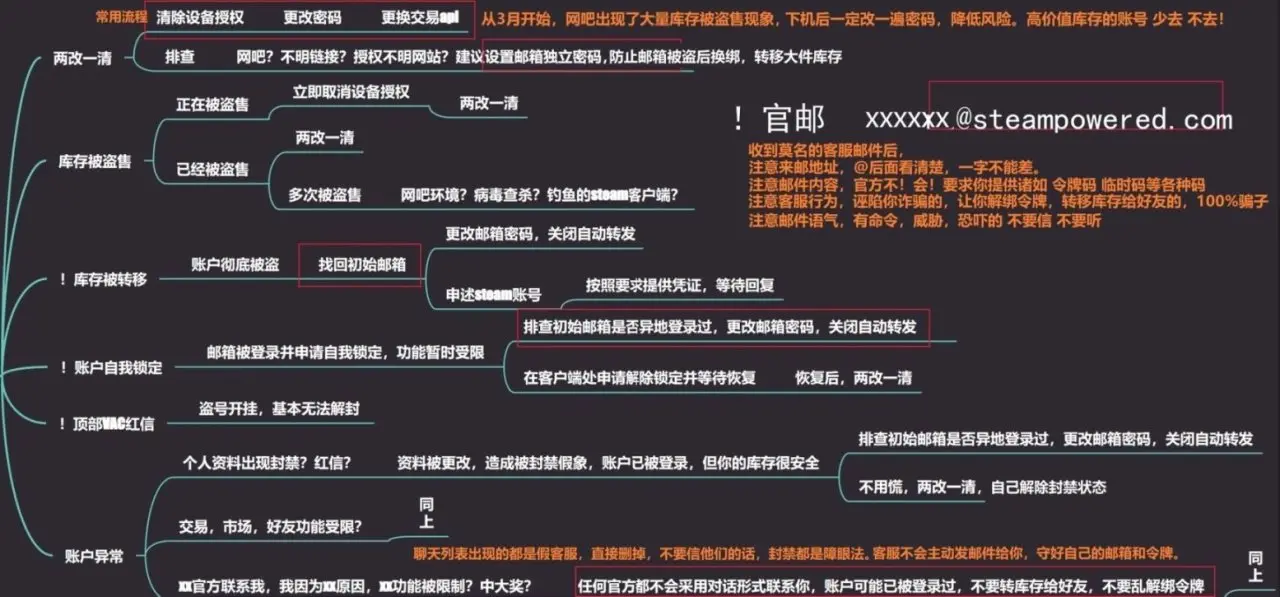 常用流程 清除设备授权 更改密码 更换交易api 从3月开始，网吧出现了大量库存被盗售现象，下机后一定改一遍密码，降低风险。高价值库存的账号 少去 不去！
两改一清
排查 网吧？不明链接？授权不明网站？建议设置邮箱独立密码,防止邮箱被盗后换绑，转移大件库存
正在被盗售 立即取消设备授权 两改一清
库存被盗售
已经被盗售 两改一清
多次被盗售 网吧环境？病毒查杀？钓鱼的steam客户端？
！官邮 xxxxxx.@steampowered.com
收到莫名的客服邮件后，
注意来邮地址，@后面看清楚，一字不能差。
注意邮件内容，官方不！会！要求你提供诸如 令牌码 临时码等各种码
注意客服行为，诬陷你诈骗的，让你解绑令牌，转移库存给好友的，100%骗子
注意邮件语气，有命令，威胁，恐吓的 不要信 不要听
更改邮箱密码，关闭自动转发
！库存被转移 账户彻底被盗 找回初始邮箱
申述steam账号 按照要求提供凭证，等待回复
排查初始邮箱是否异地登录过，更改邮箱密码，关闭自动转发
！账户自我锁定 邮箱被登录并申请自我锁定，功能暂时受限
在客户端处申请解除锁定并等待恢复 恢复后，两改一清
！顶部VAC红信 盗号开挂，基本无法解封
排查初始邮箱是否异地登录过，更改邮箱密码，关闭自动转发
个人资料出现封禁？红信？ 资料被更改，造成被封禁假象，账户已被登录，但你的库存很安全
不用慌，两改一清，自己解除封禁状态
账户异常
交易，市场，好友功能受限？ 同上
聊天列表出现的都是假客服，直接删掉，不要信他们的话，封禁都是障眼法。客服不会主动发邮件给你，守好自己的邮箱和令牌。
xx官方联系我，我因为xx原因，xx功能被限制？中大奖？ 任何官方都不会采用对话形式联系你，账户可能已被登录过，不要转库存给好友，不要乱解绑令牌 同上